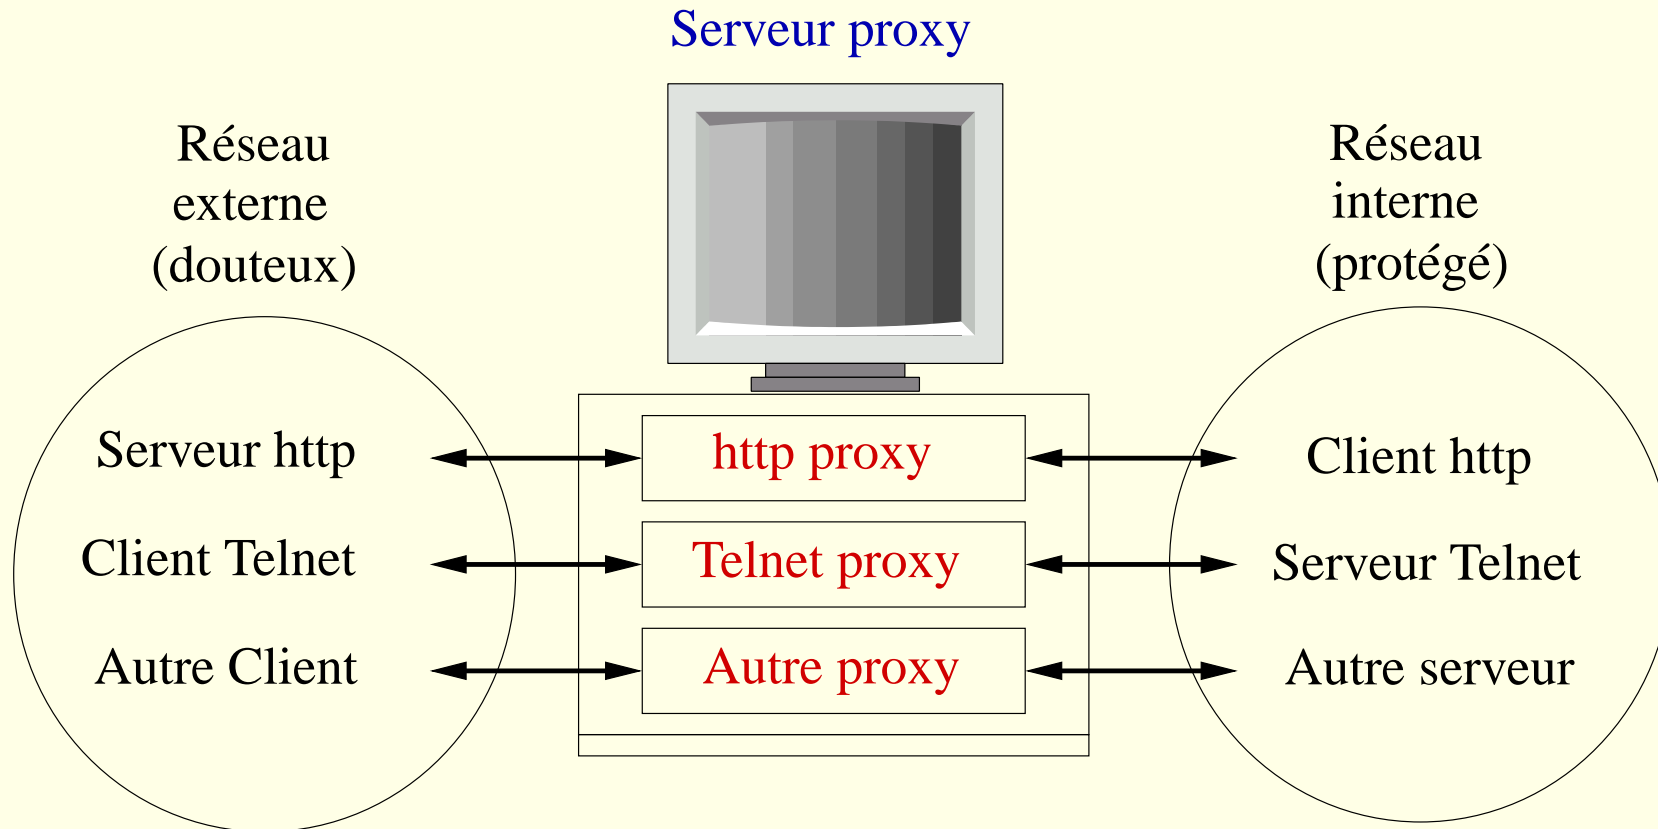 Serveur proxy
Réseau
externe
(douteux)
Réseau
interne
(protégé)
Serveur http
http proxy
Client http
Client Telnet
Telnet proxy
Serveur Telnet
Autre Client
Autre proxy
Autre serveur